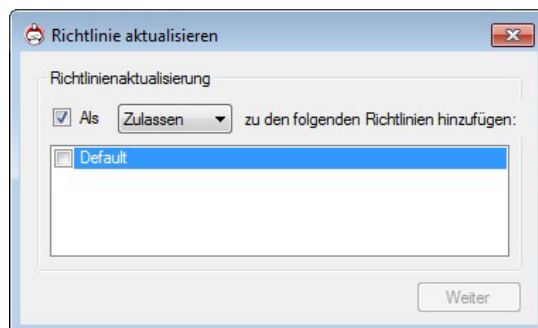 Richtlinie aktualisieren
Richtlinienaktualisierung
Als Zulassen zu den folgenden Richtlinien hinzufügen:
Default
Weiter